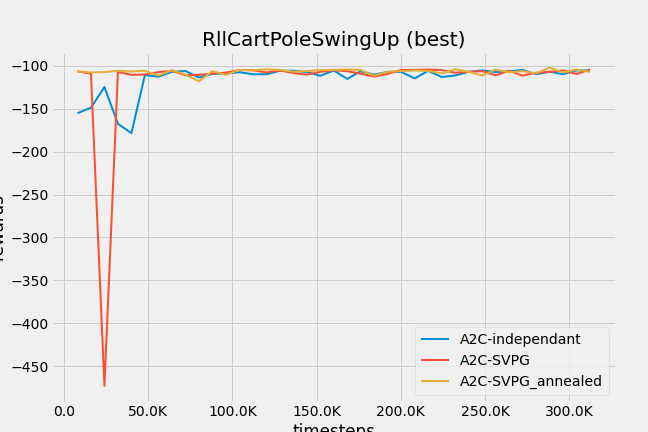 RllCartPoleSwingUp (best)
−100
−150
−200
−250
−300
−350
−400
−450
A2C-independant
A2C-SVPG
A2C-SVPG_annealed
0.0 50.0K 100.0K 150.0K 200.0K 250.0K 300.0K
timesteps